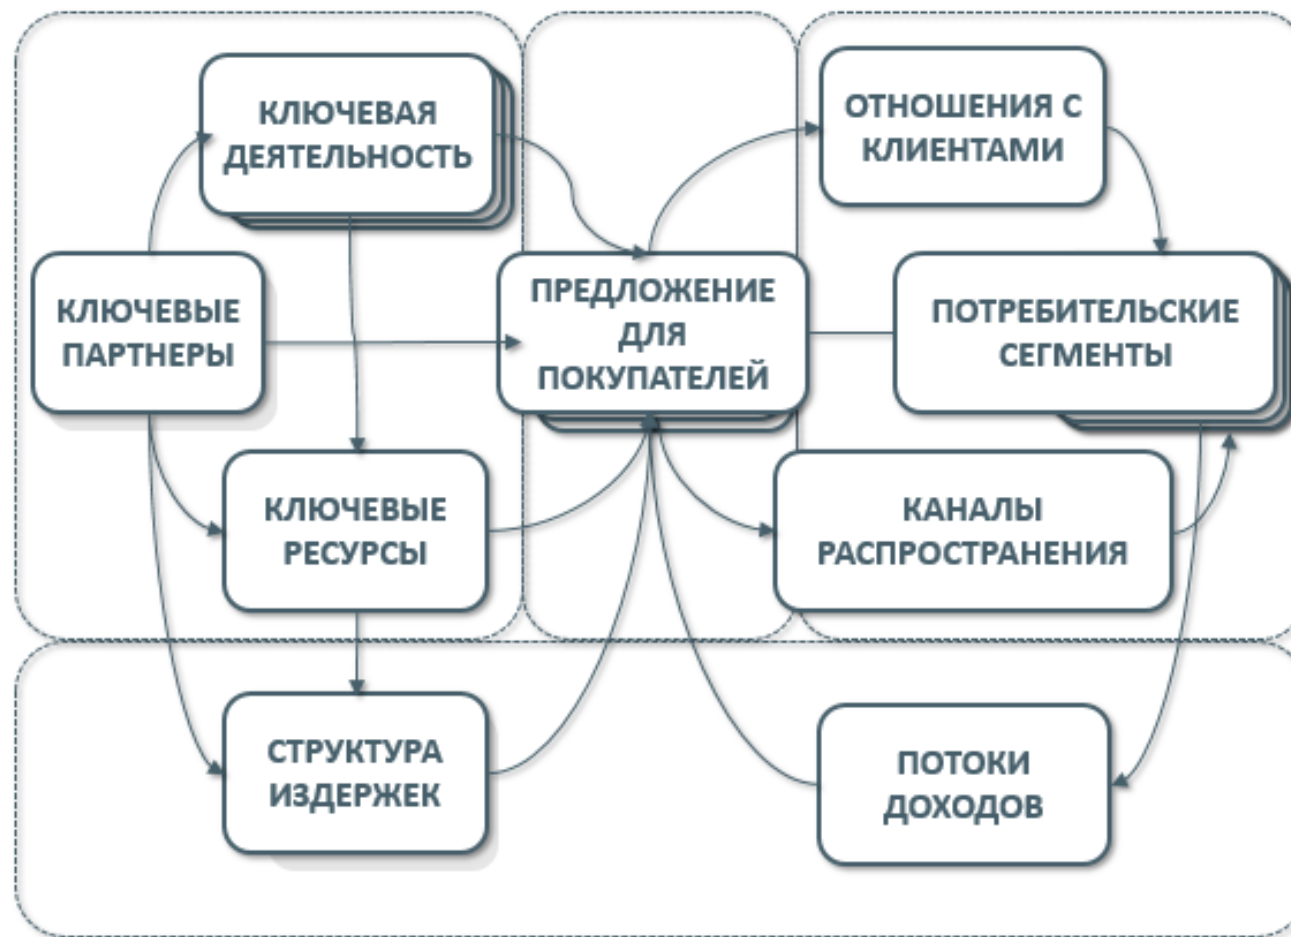 КЛЮЧЕВАЯ
ДЕЯТЕЛЬНОСТЬ
ОТНОШЕНИЯ С
КЛИЕНТАМИ
КЛЮЧЕВЫЕ
ПАРТНЕРЫ
ПРЕДЛОЖЕНИЕ
ДЛЯ
ПОКУПАТЕЛЕЙ
ПОТРЕБИТЕЛЬСКИЕ
СЕГМЕНТЫ
КЛЮЧЕВЫЕ
РЕСУРСЫ
КАНАЛЫ
РАСПРОСТРАНЕНИЯ
СТРУКТУРА
ИЗДЕРЖЕК
ПОТОКИ
ДОХОДОВ